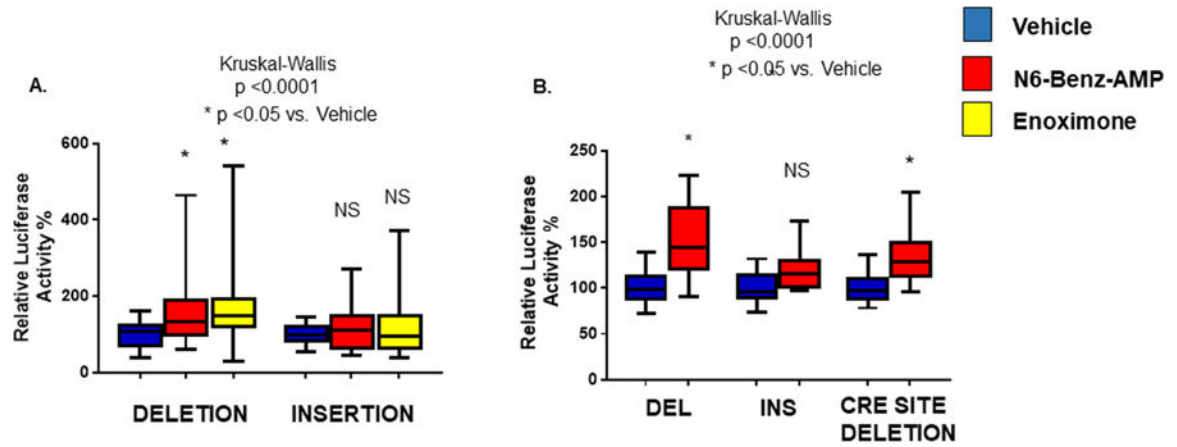 A.
Kruskal-Wallis
p <0.0001
* p <0.05 vs. Vehicle
Relative Luciferase
Activity %
600
400
200
0
*
*
NS
NS
DELETION
INSERTION
B.
Kruskal-Wallis
p <0.0001
* p <0.05 vs. Vehicle
Relative Luciferase
Activity %
250
200
150
100
50
0
*
NS
*
DEL
INS
CRE SITE
DELETION
Vehicle
N6-Benz-AMP
Enoximone